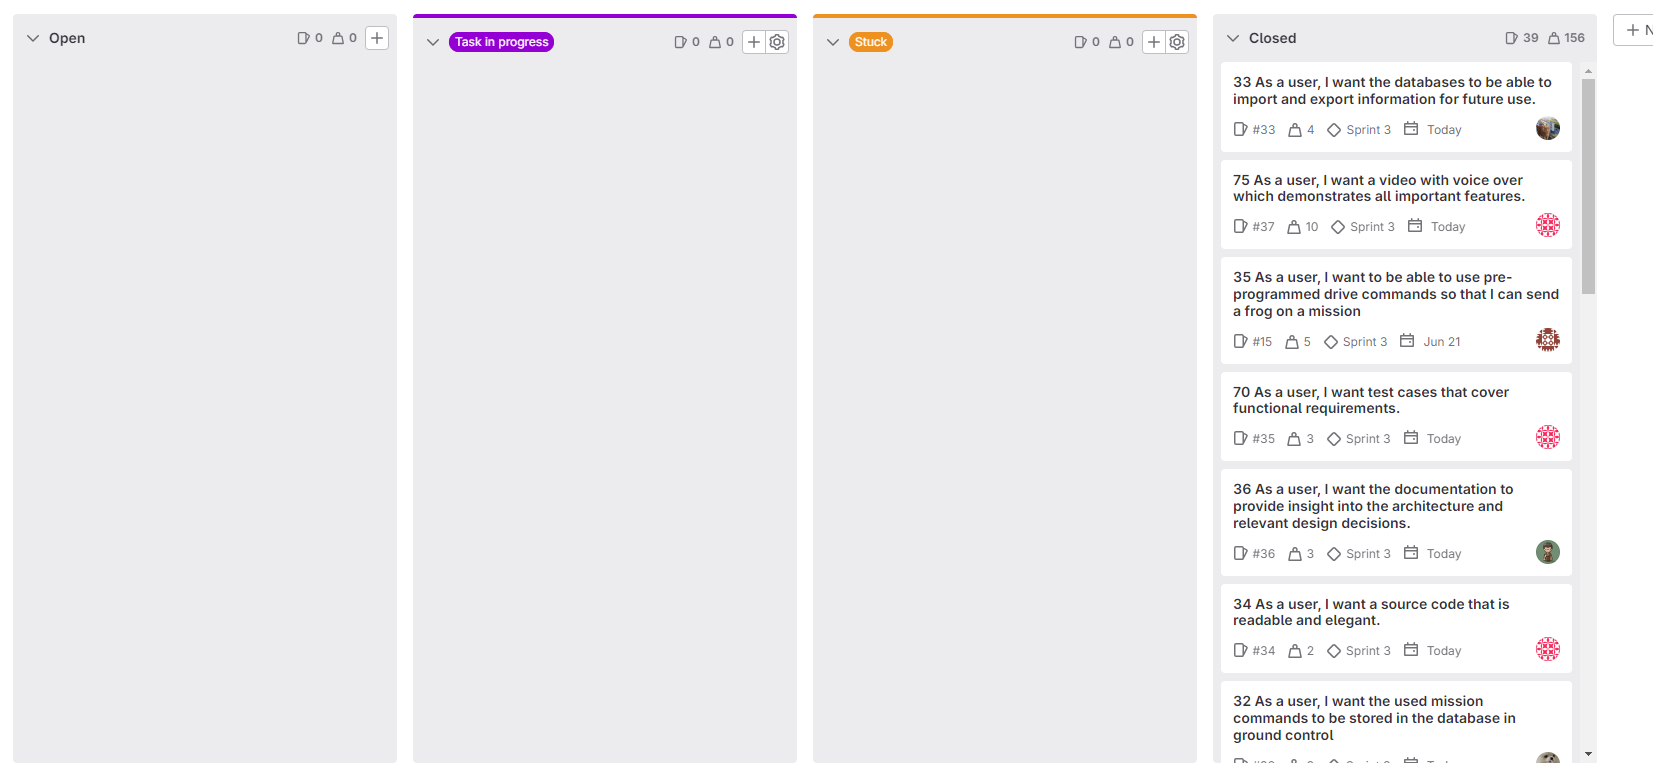 Open 0 0
Task in progress 0 0
Stuck 0 0
Closed 39 156
N
33 As a user, I want the databases to be able to
import and export information for future use.
#33 4 Sprint 3 Today
75 As a user, I want a video with voice over
which demonstrates all important features.
#37 10 Sprint 3 Today
35 As a user, I want to be able to use pre-
programmed drive commands so that I can send
a frog on a mission
#15 5 Sprint 3 Jun 21
70 As a user, I want test cases that cover
functional requirements.
#35 3 Sprint 3 Today
36 As a user, I want the documentation to
provide insight into the architecture and
relevant design decisions.
#36 3 Sprint 3 Today
34 As a user, I want a source code that is
readable and elegant.
#34 2 Sprint 3 Today
32 As a user, I want the used mission
commands to be stored in the database in
ground control